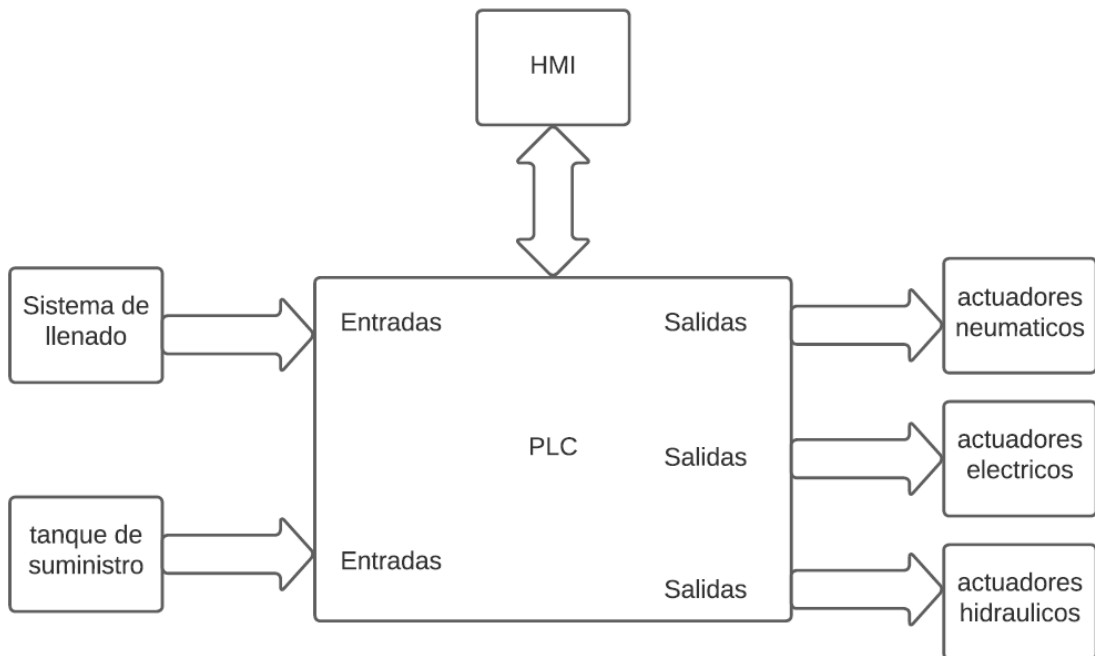 HMI
Sistema de
llenado
Entradas
Salidas
actuadores
neumaticos
PLC
Salidas
actuadores
electricos
tanque de
suministro
Entradas
Salidas
actuadores
hidraulicos